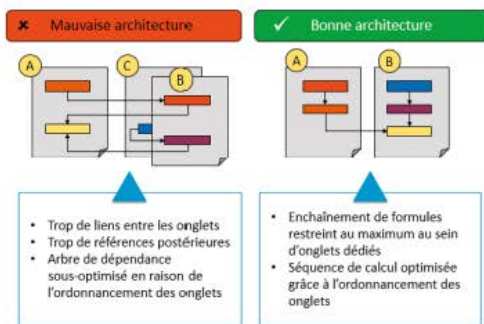 ✘ Mauvaise architecture
A
C
B
• Trop de liens entre les onglets
• Trop de références postérieures
• Arbre de dépendance
sous-optimisé en raison de
l'ordonnancement des onglets
✓ Bonne architecture
A
B
• Enchaînement de formules
restreint au maximum au sein
d'onglets dédiés
• Séquence de calcul optimisée
grâce à l'ordonnancement des
onglets